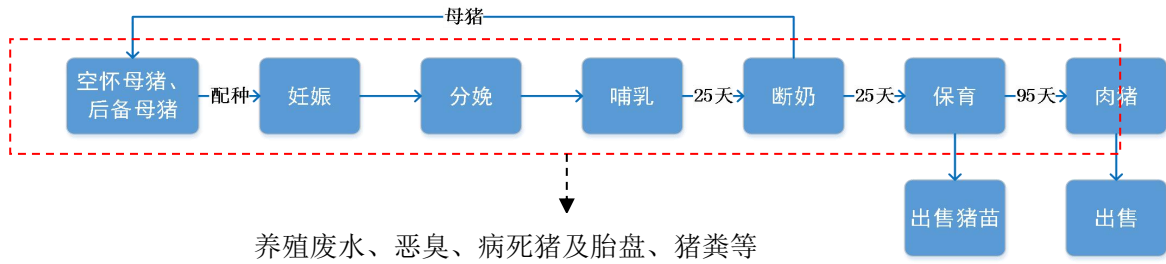 母猪
空怀母猪、
后备母猪
配种
妊娠
分娩
哺乳
25天
断奶
25天
保育
95天
肉猪
出售猪苗
出售
养殖废水、恶臭、病死猪及胎盘、猪粪等